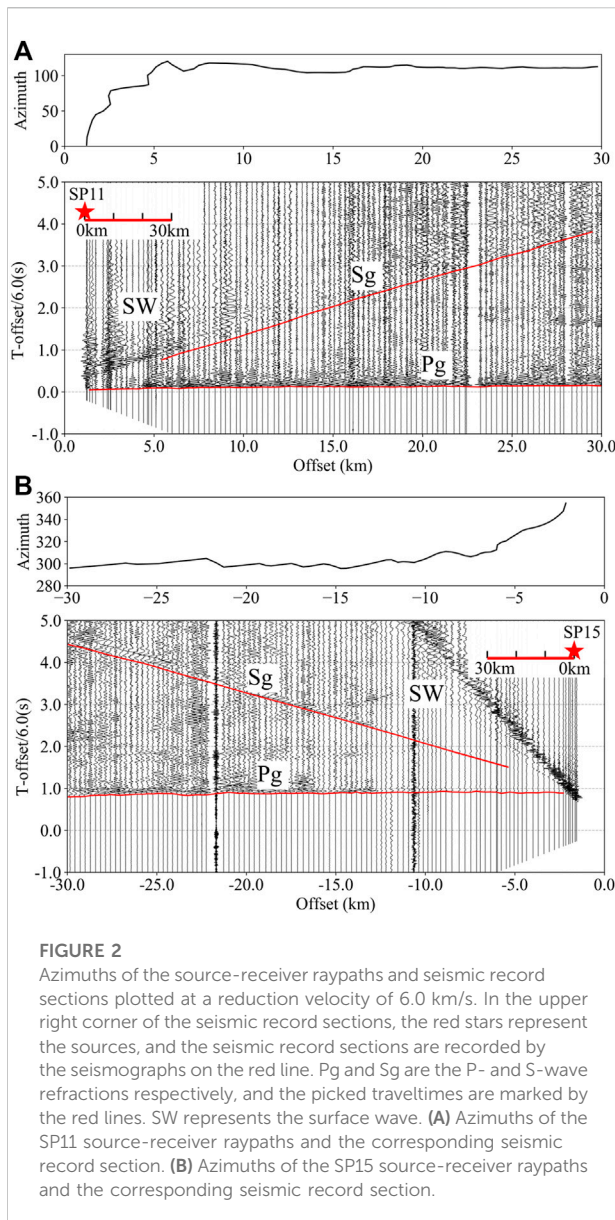 A
Azimuth
100
50
0
0 5 10 15 20 25 30
5.0
4.0
3.0
2.0
1.0
0.0
-1.0
T-offset/6.0(s)
SP11
0km 30km
SW
Sg
Pg
0.0 5.0 10.0 15.0 20.0 25.0 30.0
Offset (km)
B
Azimuth
360
340
320
300
280
−30 −25 −20 −15 −10 −5 0
5.0
4.0
3.0
2.0
1.0
0.0
-1.0
T-offset/6.0(s)
SP15
30km 0km
Sg
SW
Pg
-30.0 -25.0 -20.0 -15.0 -10.0 -5.0 0.0
Offset (km)
FIGURE 2
Azimuths of the source-receiver raypaths and seismic record
sections plotted at a reduction velocity of 6.0 km/s. In the upper
right corner of the seismic record sections, the red stars represent
the sources, and the seismic record sections are recorded by
the seismographs on the red line. Pg and Sg are the P- and S-wave
refractions respectively, and the picked traveltimes are marked by
the red lines. SW represents the surface wave. (A) Azimuths of the
SP11 source-receiver raypaths and the corresponding seismic
record section. (B) Azimuths of the SP15 source-receiver raypaths
and the corresponding seismic record section.